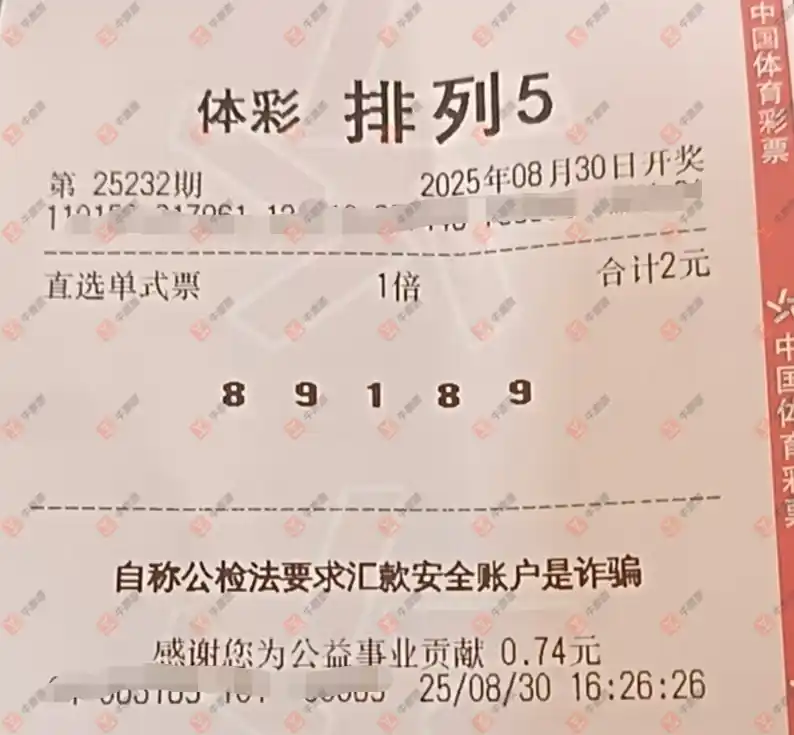 体彩 排列5
第 25232期 2025年08月30日开奖
直选单式票 1倍 合计2元
8 9 1 8 9
自称公检法要求汇款安全账户是诈骗
感谢您为公益事业贡献 0.74元
25/08/30 16:26:26
中国体育彩票
中国体育彩票